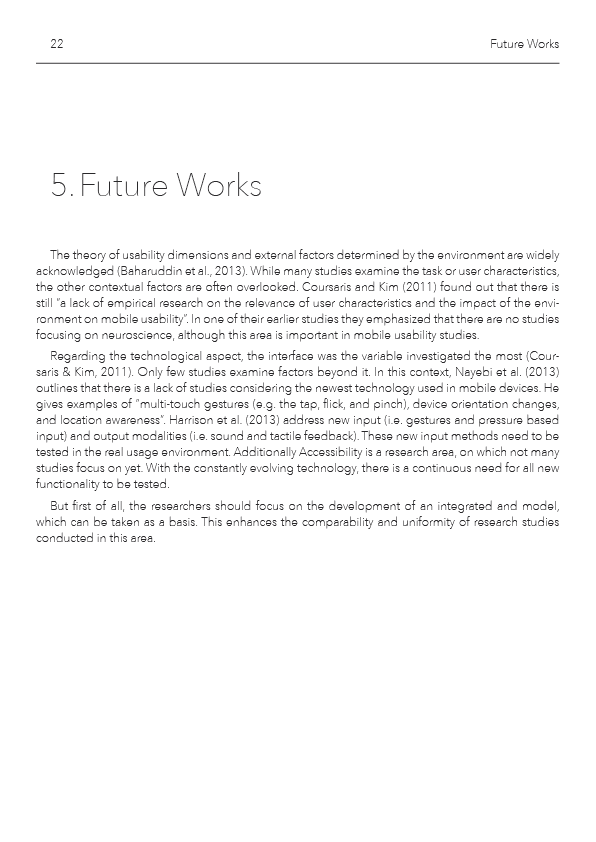 22
Future Works
5. Future Works
The theory of usability dimensions and external factors determined by the environment are widely
acknowledged (Baharuddin et al., 2013). While many studies examine the task or user characteristics,
the other contextual factors are often overlooked. Coursaris and Kim (2011) found out that there is
still "a lack of empirical research on the relevance of user characteristics and the impact of the envi-
ronment on mobile usability". In one of their earlier studies they emphasized that there are no studies
focusing on neuroscience, although this area is important in mobile usability studies.
Regarding the technological aspect, the interface was the variable investigated the most (Cour-
saris & Kim, 2011). Only few studies examine factors beyond it. In this context, Nayebi et al. (2013)
outlines that there is a lack of studies considering the newest technology used in mobile devices. He
gives examples of "multi-touch gestures (e.g. the tap, flick, and pinch), device orientation changes,
and location awareness". Harrison et al. (2013) address new input (i.e. gestures and pressure based
input) and output modalities (i.e. sound and tactile feedback). These new input methods need to be
tested in the real usage environment. Additionally Accessibility is a research area, on which not many
studies focus on yet. With the constantly evolving technology, there is a continuous need for all new
functionality to be tested.
But first of all, the researchers should focus on the development of an integrated and model,
which can be taken as a basis. This enhances the comparability and uniformity of research studies
conducted in this area.